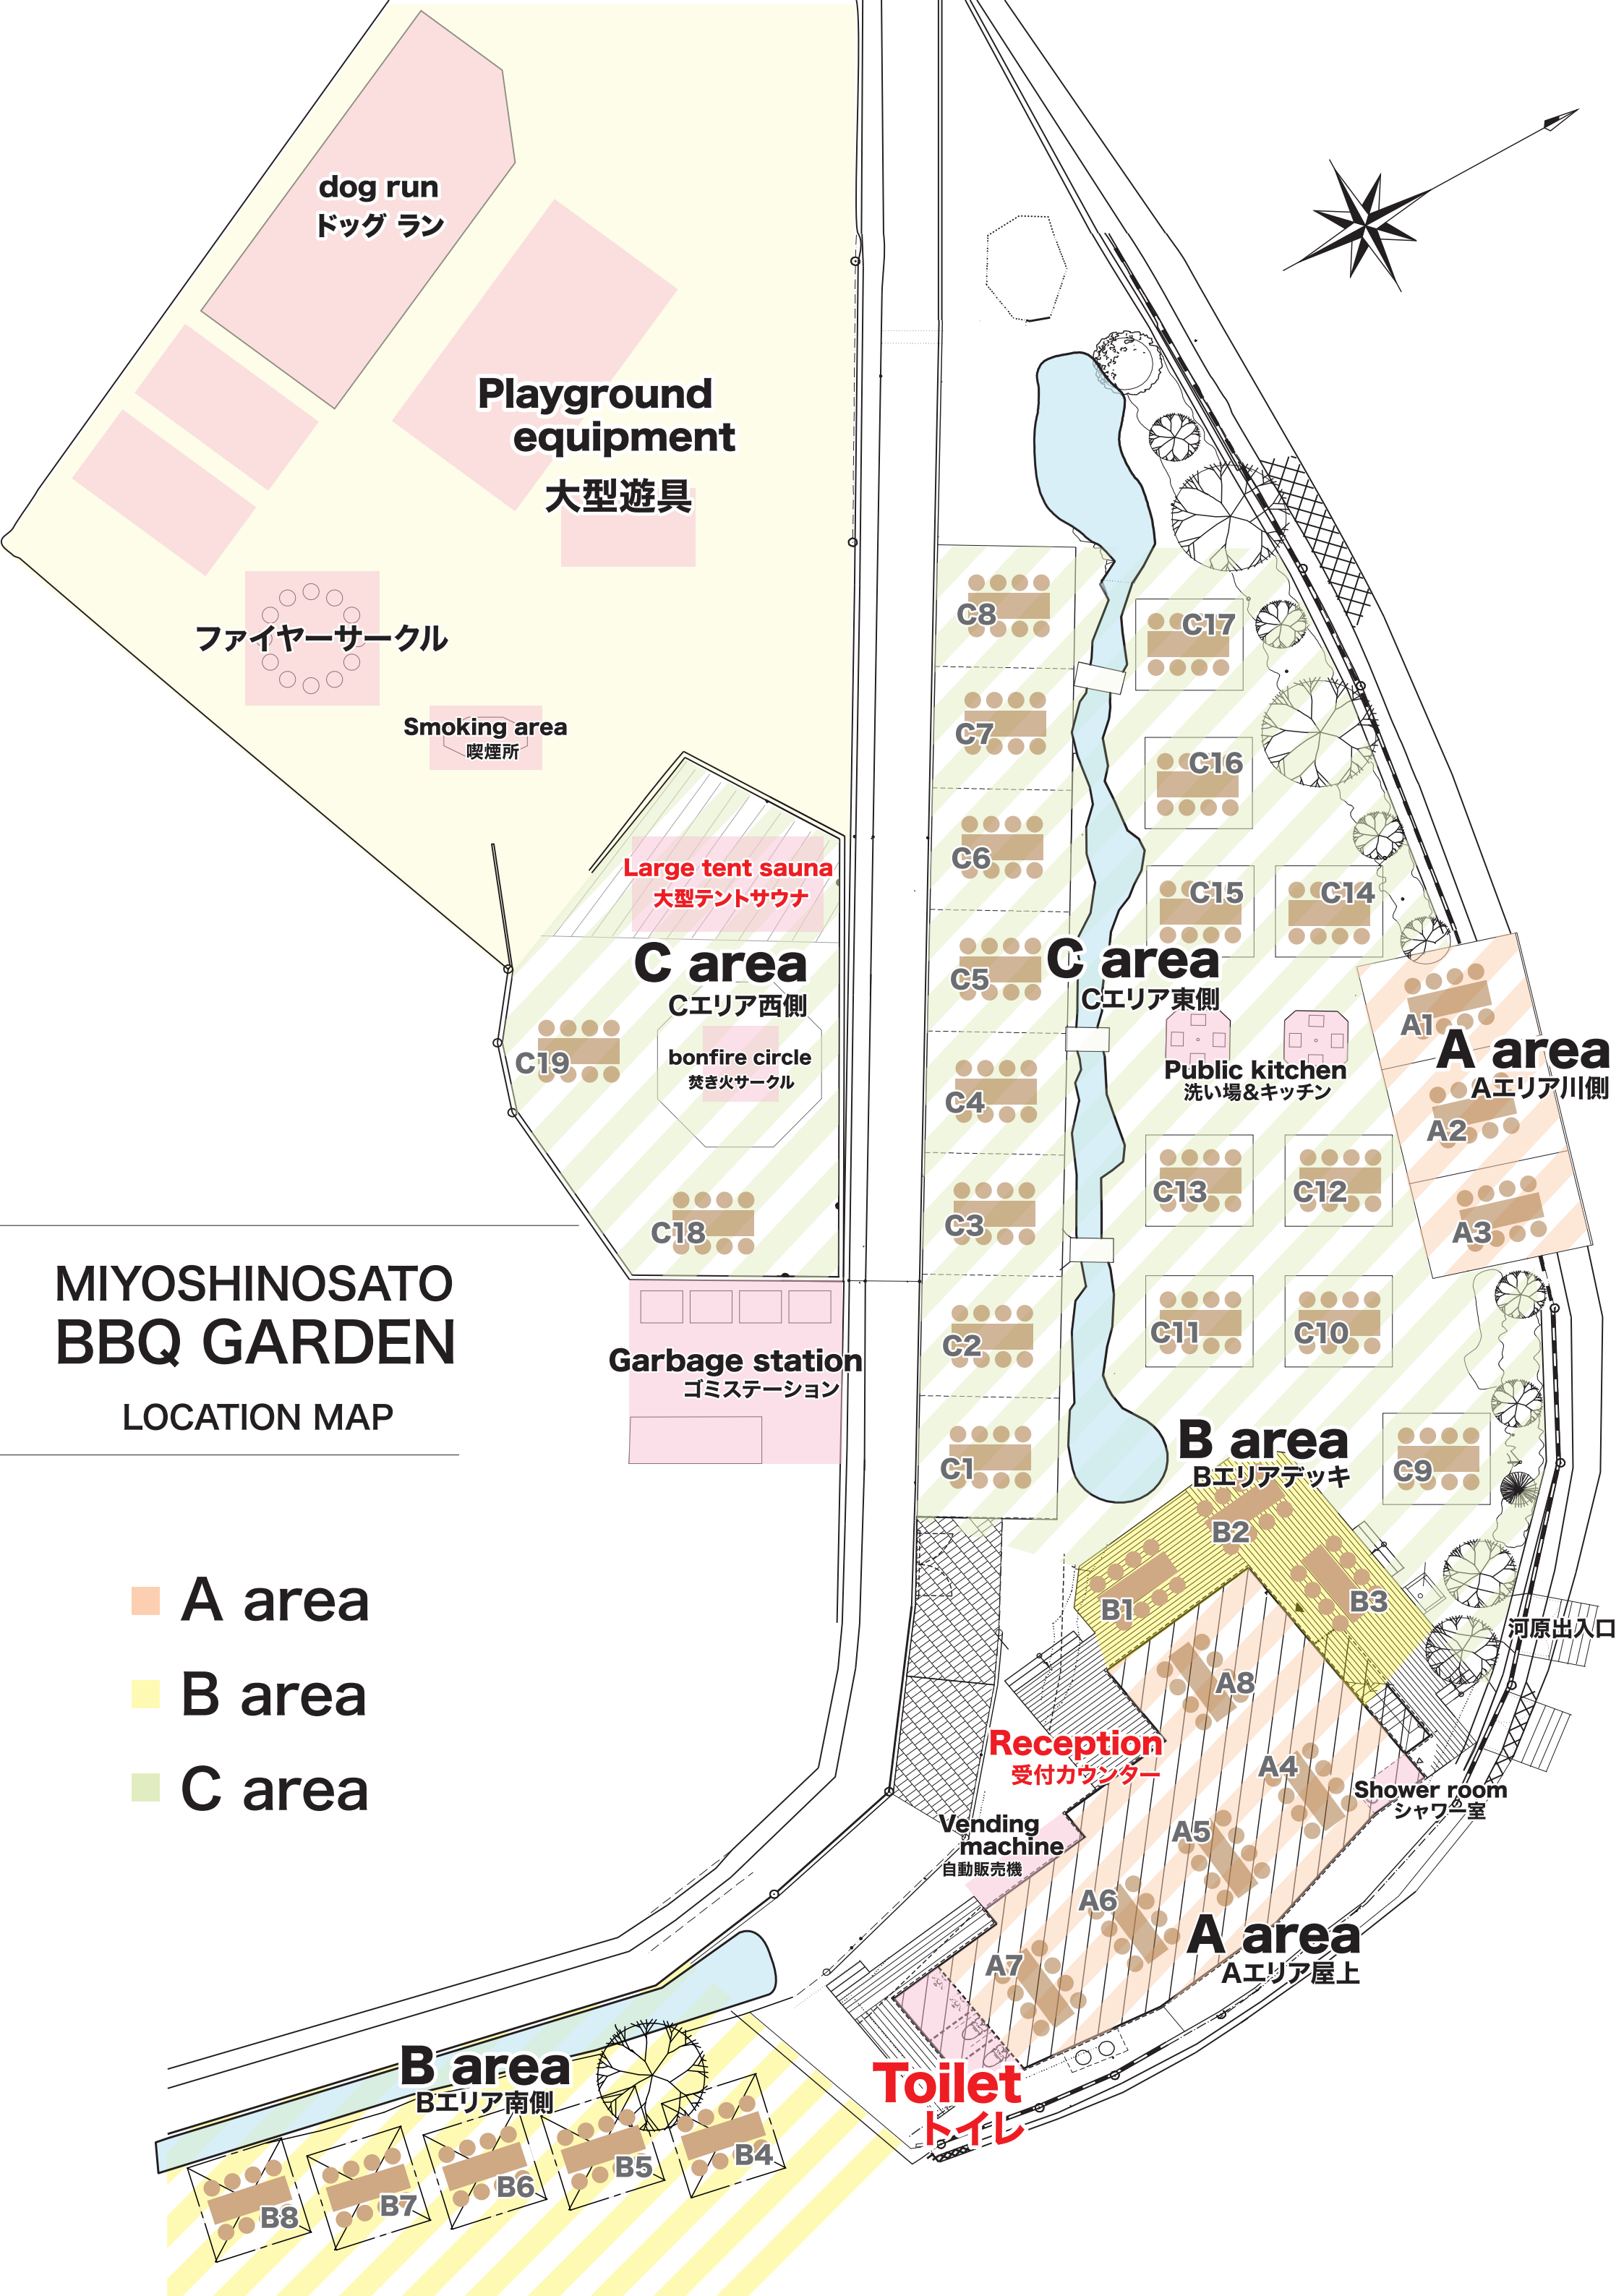 dog run
ドッグ ラン
Playground
equipment
大型遊具
ファイヤーサークル
Smoking area
喫煙所
Large tent sauna
大型テントサウナ
C area
Cエリア西側
bonfire circle
焚き火サークル
C19
C18
Garbage station
ゴミステーション
MIYOSHINOSATO
BBQ GARDEN
LOCATION MAP
A area
B area
C area
C8
C7
C6
C5
C4
C3
C2
C1
C17
C16
C15
C14
C area
Cエリア東側
Public kitchen
洗い場&キッチン
C13
C12
C11
C10
C9
A1
A area
Aエリア川側
A2
A3
B area
Bエリアデッキ
B2
B1
B3
河原出入口
A8
Reception
受付カウンター
A4
Shower room
シャワー室
Vending
machine
自動販売機
A5
A6
A7
A area
Aエリア屋上
Toilet
トイレ
B area
Bエリア南側
B4
B5
B6
B7
B8